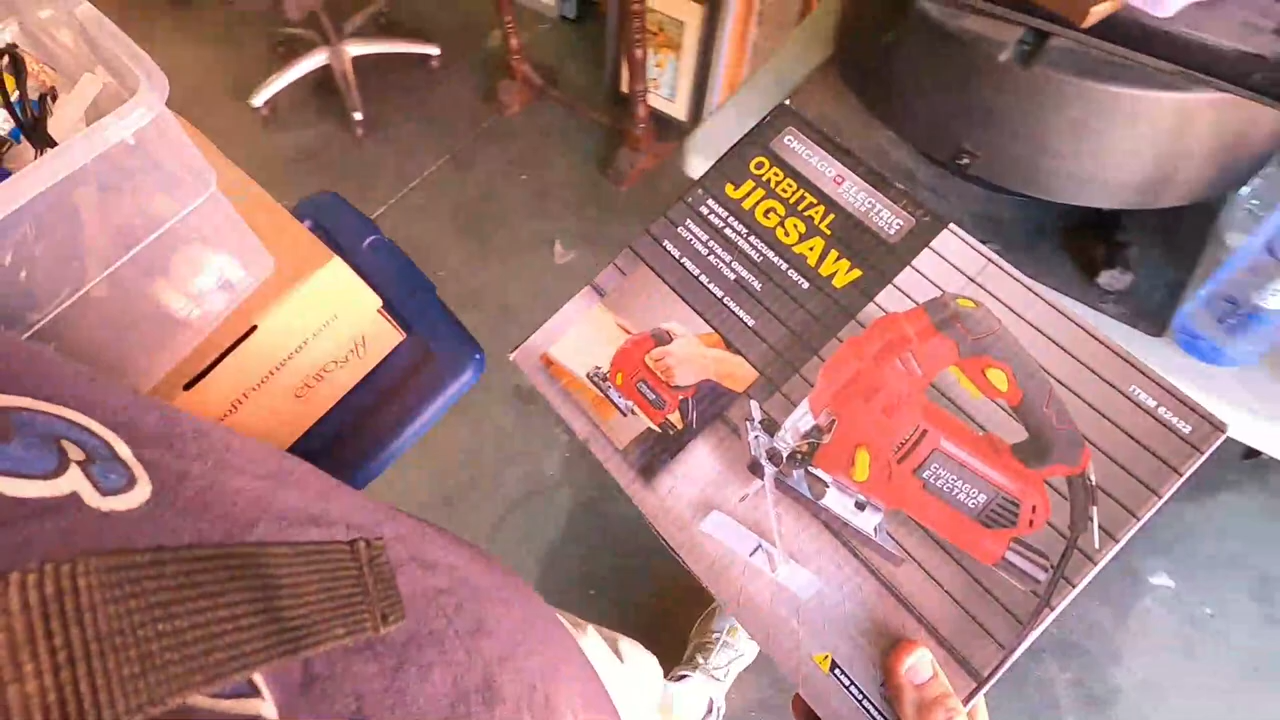 CHICAGO ELECTRIC
POWER TOOLS
ORBITAL
JIGSAW
• MAKE EASY, ACCURATE CUTS
IN ANY MATERIAL!
THREE STAGE ORBITAL
CUTTING ACTION
TOOL FREE BLADE CHANGE
ITEM 62422
CHICAGO
ELECTRIC